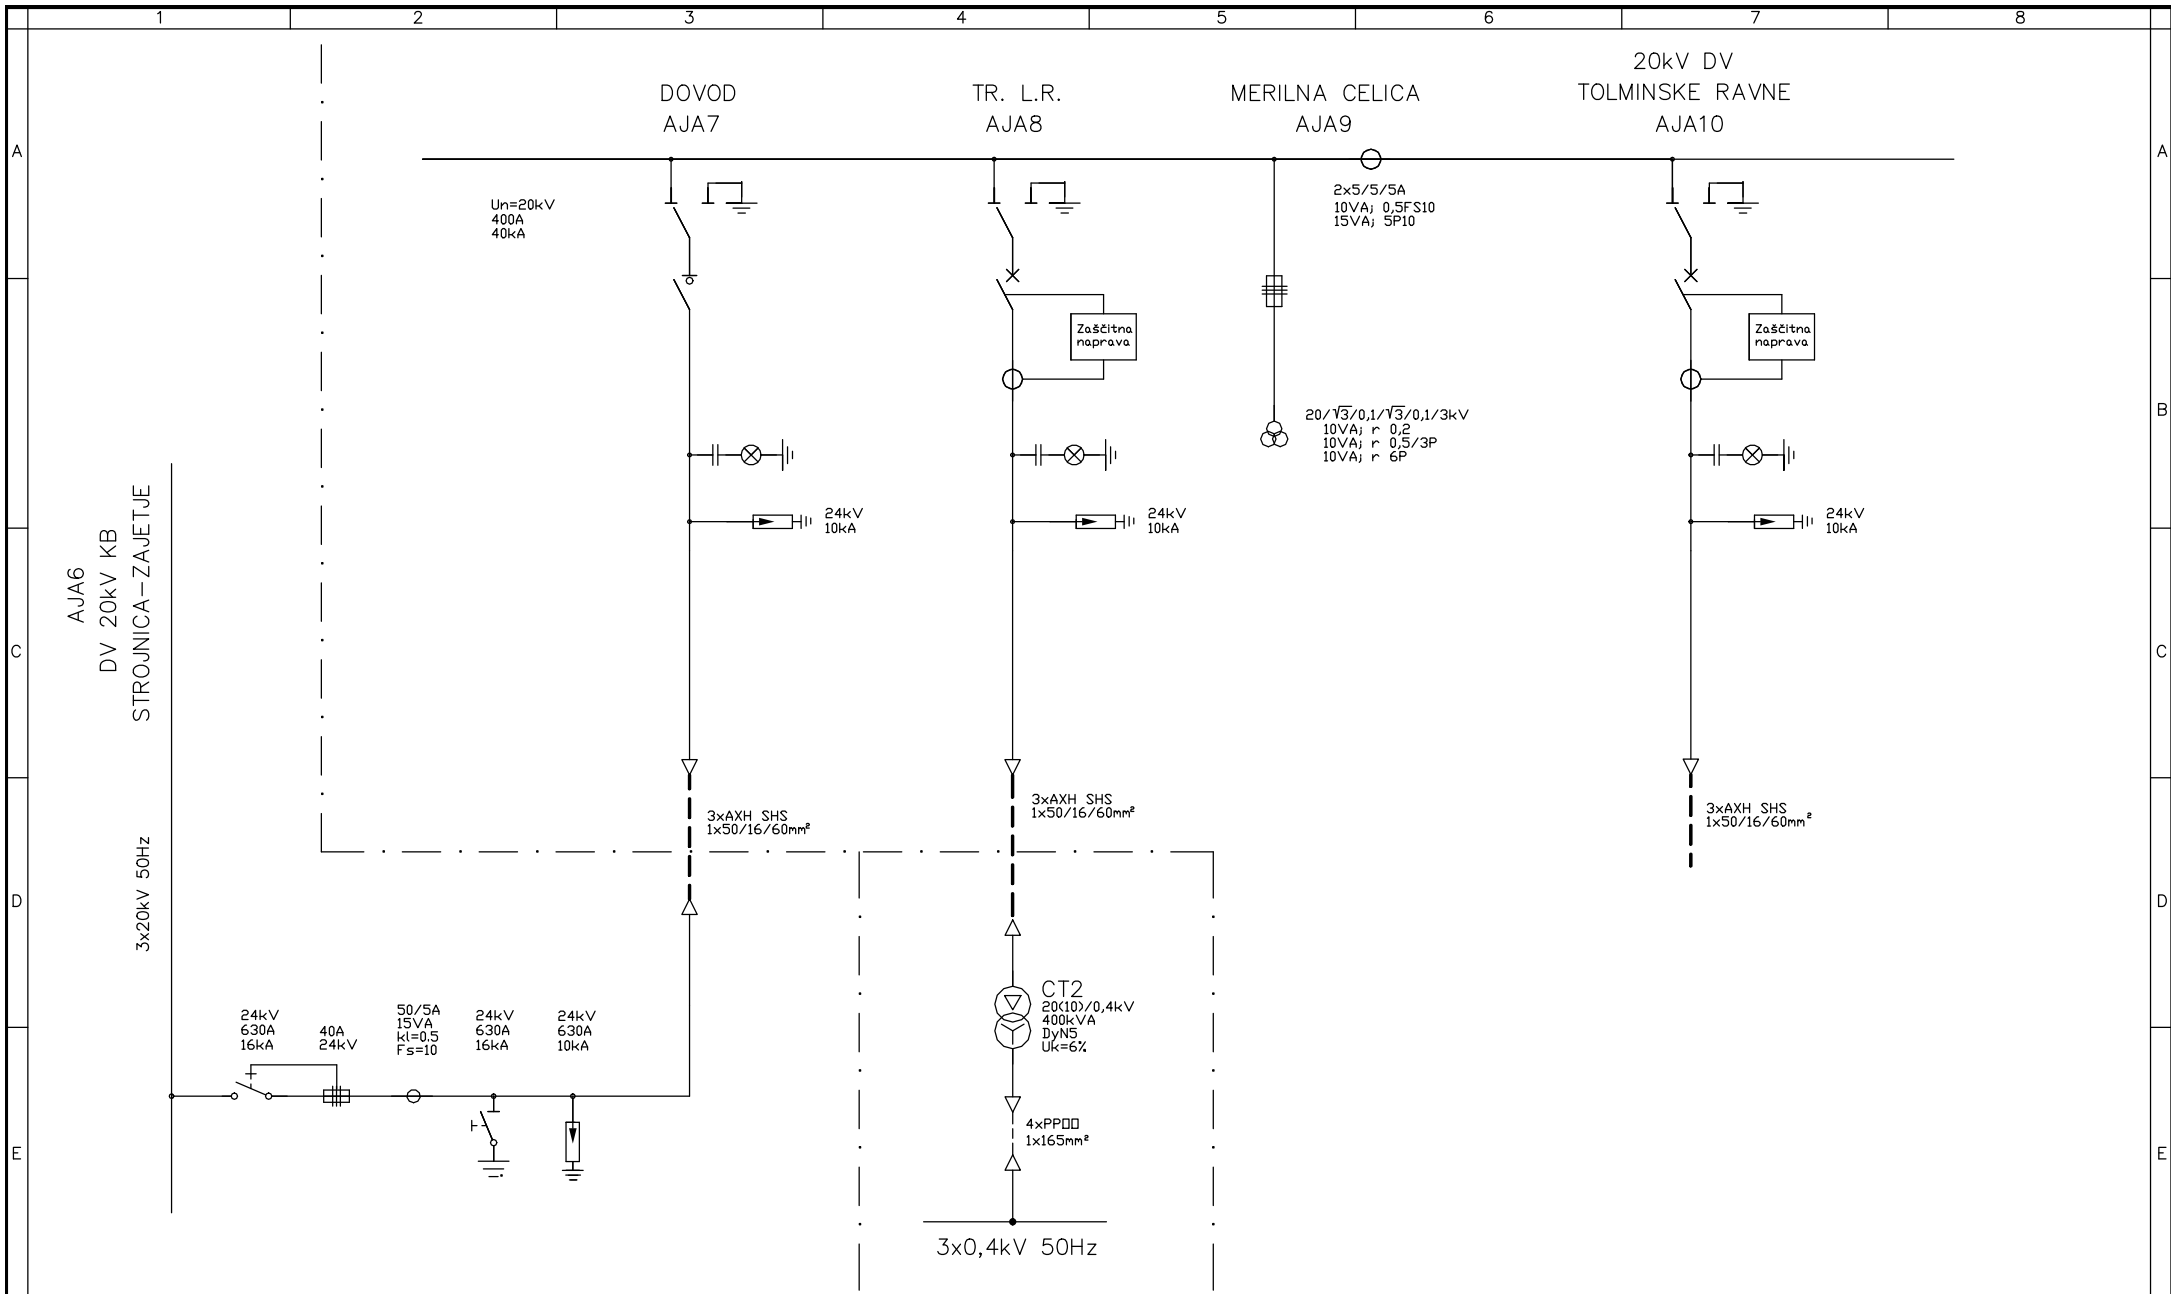 1 2 3 4 5 6 7 8
A
B
C
D
E
A
B
C
D
E
DOVOD
AJA7
TR. L.R.
AJA8
MERILNA CELICA
AJA9
20kV DV
TOLMINSKE RAVNE
AJA10
Un=20kV
400A
40kA
2x5/5/5A
10VA; 0,5FS10
15VA; 5P10
Zaščitna
naprava
Zaščitna
naprava
20/√3/0,1/√3/0,1/3kV
10VA; r 0,2
10VA; r 0,5/3P
10VA; r 6P
24kV
10kA
24kV
10kA
24kV
10kA
AJA6
DV 20kV KB
STROJNICA-ZAJETJE
3x20kV 50Hz
3xAXH SHS
1x50/16/60mm²
3xAXH SHS
1x50/16/60mm²
3xAXH SHS
1x50/16/60mm²
24kV
630A
16kA
40A
24kV
50/5A
15VA
kl=0.5
Fs=10
24kV
630A
16kA
24kV
630A
10kA
CT2
20(10)/0,4kV
400kVA
DyN5
Uk=6%
4xPP00
1x165mm²
3x0,4kV 50Hz